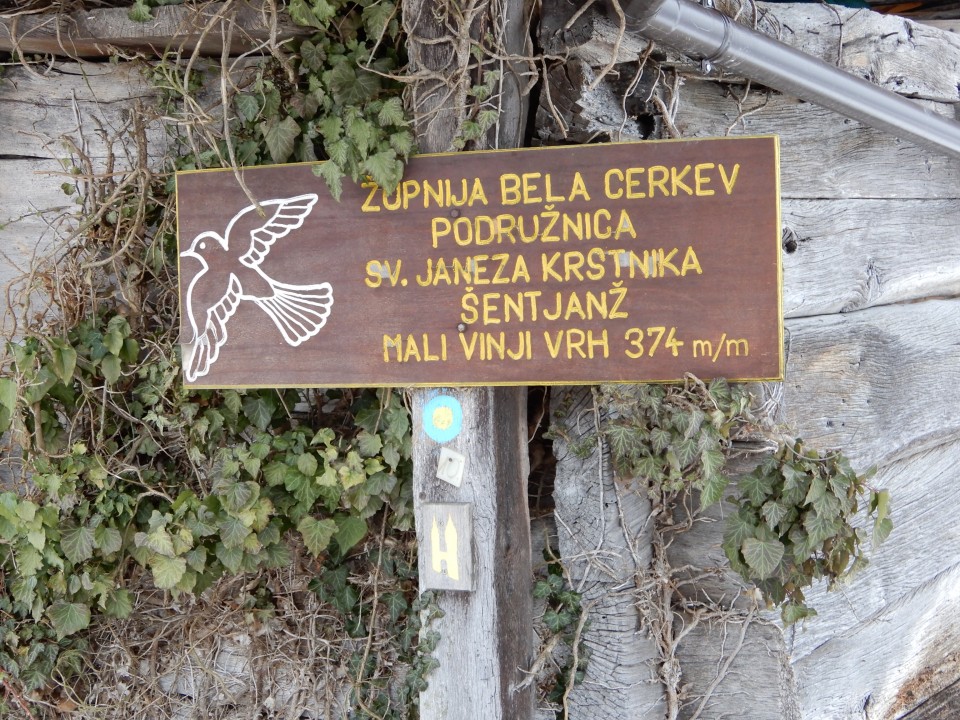 ŽUPNIJA BELA CERKEV
PODRUŽNICA
SV. JANEZA KRSTNIKA
ŠENTJANŽ
MALI VINJI VRH 374 m/m